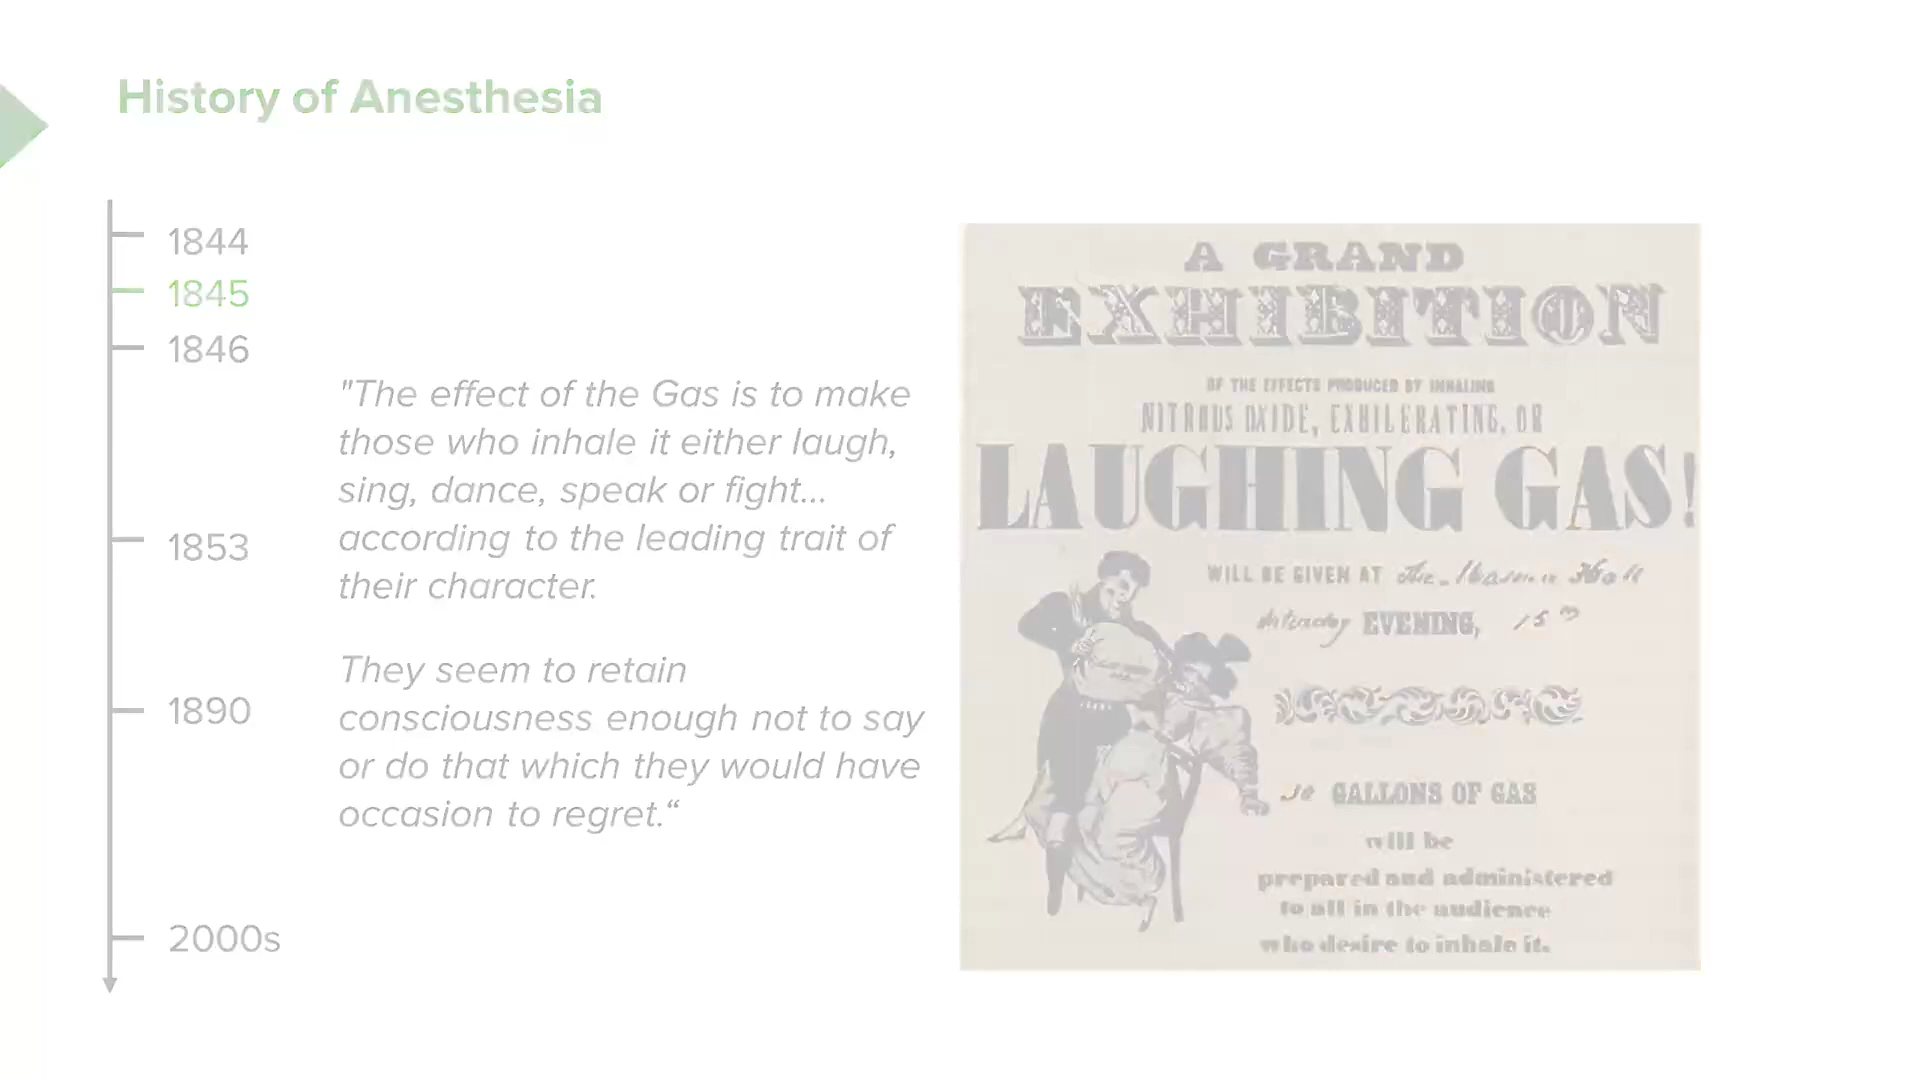 History of Anesthesia
1844
1845
1846
1853
1890
2000s
"The effect of the Gas is to make
those who inhale it either laugh,
sing, dance, speak or fight...
according to the leading trait of
their character.
They seem to retain
consciousness enough not to say
or do that which they would have
occasion to regret.“
A GRAND
EXHIBITION
OF THE EFFECTS PRODUCED BY INHALING
NITROUS OXIDE, EXHILERATING, OR
LAUGHING GAS!
WILL BE GIVEN AT The Hall
Saturday EVENING, 15
GALLONS OF GAS
will be
prepared and administered
to all in the audience
who desire to inhale it.